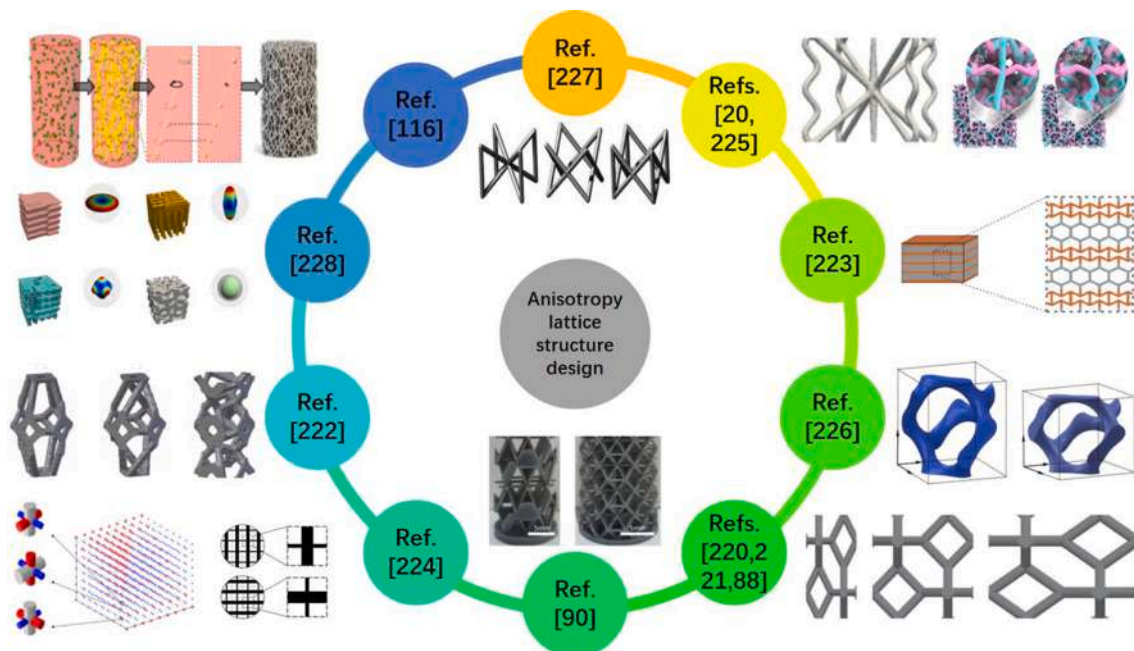 Ref.
[227]
Refs.
[20,
225]
Ref.
[223]
Ref.
[226]
Refs.
[220,2
21,88]
Ref.
[90]
Ref.
[224]
Ref.
[222]
Ref.
[228]
Ref.
[116]
Anisotropy
lattice
structure
design